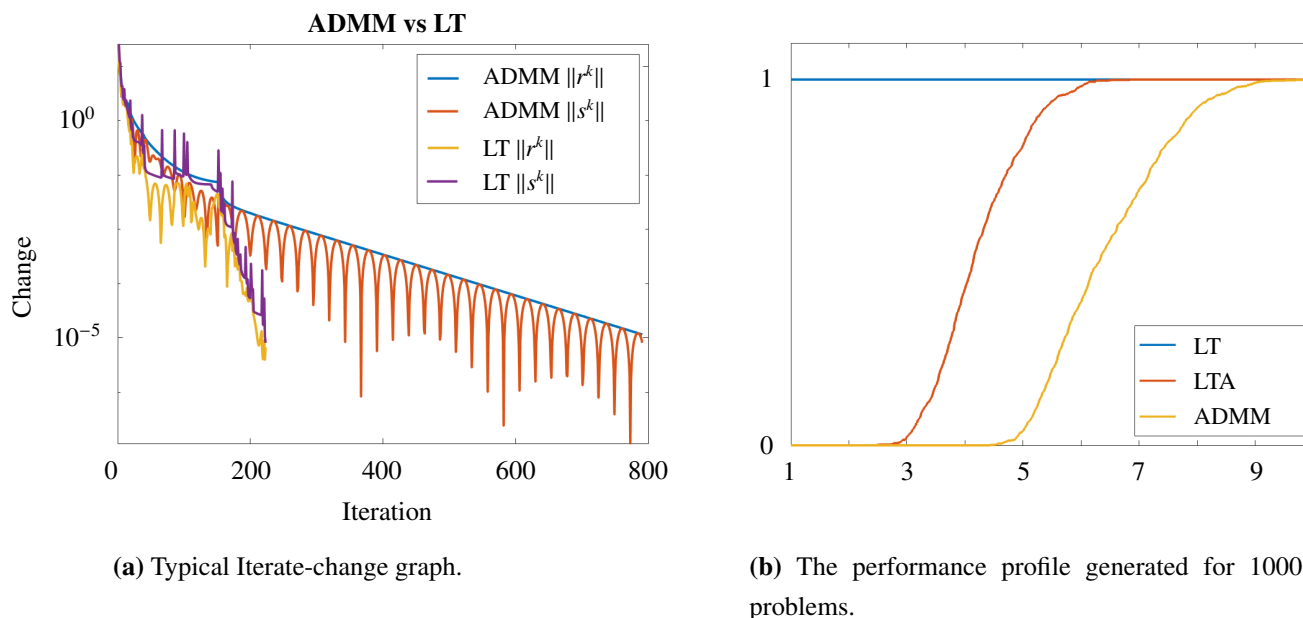 ADMM vs LT
ADMM ||r^k||
ADMM ||s^k||
LT ||r^k||
LT ||s^k||
10^0
10^{-5}
Change
0 200 400 600 800
Iteration
(a) Typical Iterate-change graph.
1
0
LT
LTA
ADMM
1 3 5 7 9
(b) The performance profile generated for 1000
problems.